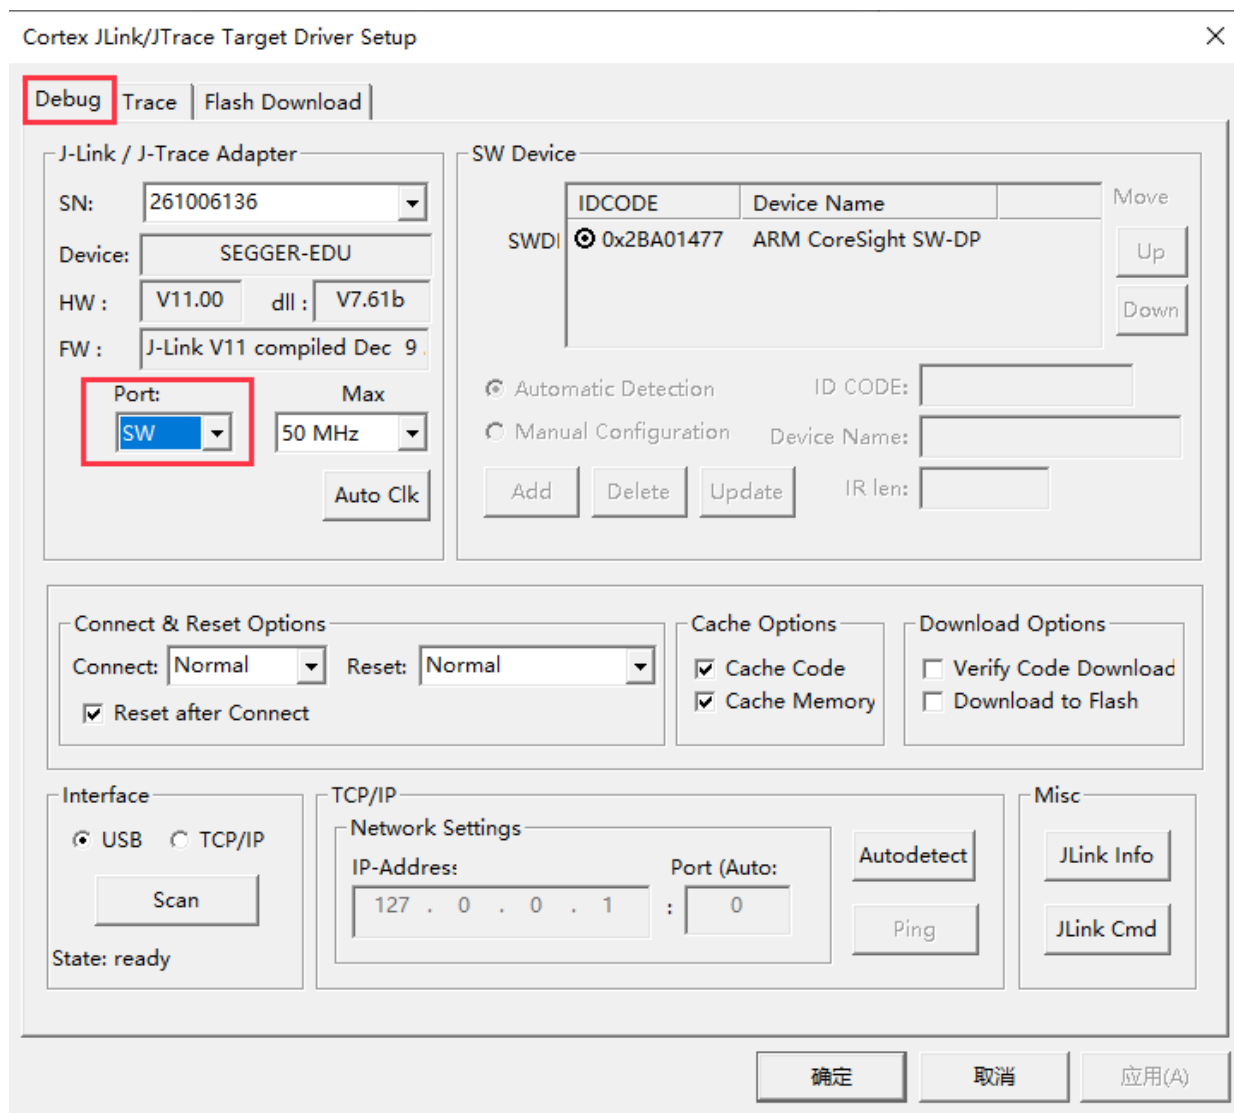 Cortex JLink/JTrace Target Driver Setup
Debug Trace Flash Download
J-Link / J-Trace Adapter
SN: 261006136
Device: SEGGER-EDU
HW : V11.00 dll : V7.61b
FW : J-Link V11 compiled Dec 9
Port: Max
SW 50 MHz
Auto Clk
SW Device
IDCODE Device Name
SWDI 0x2BA01477 ARM CoreSight SW-DP
Move
Up
Down
Automatic Detection ID CODE:
Manual Configuration Device Name:
Add Delete Update IR len:
Connect & Reset Options
Connect: Normal Reset: Normal
Reset after Connect
Cache Options
Cache Code
Cache Memory
Download Options
Verify Code Download
Download to Flash
Interface
USB TCP/IP
Scan
State: ready
TCP/IP
Network Settings
IP-Address Port (Auto:
127 . 0 . 0 . 1 : 0
Autodetect
Ping
Misc
JLink Info
JLink Cmd
确定 取消 应用(A)